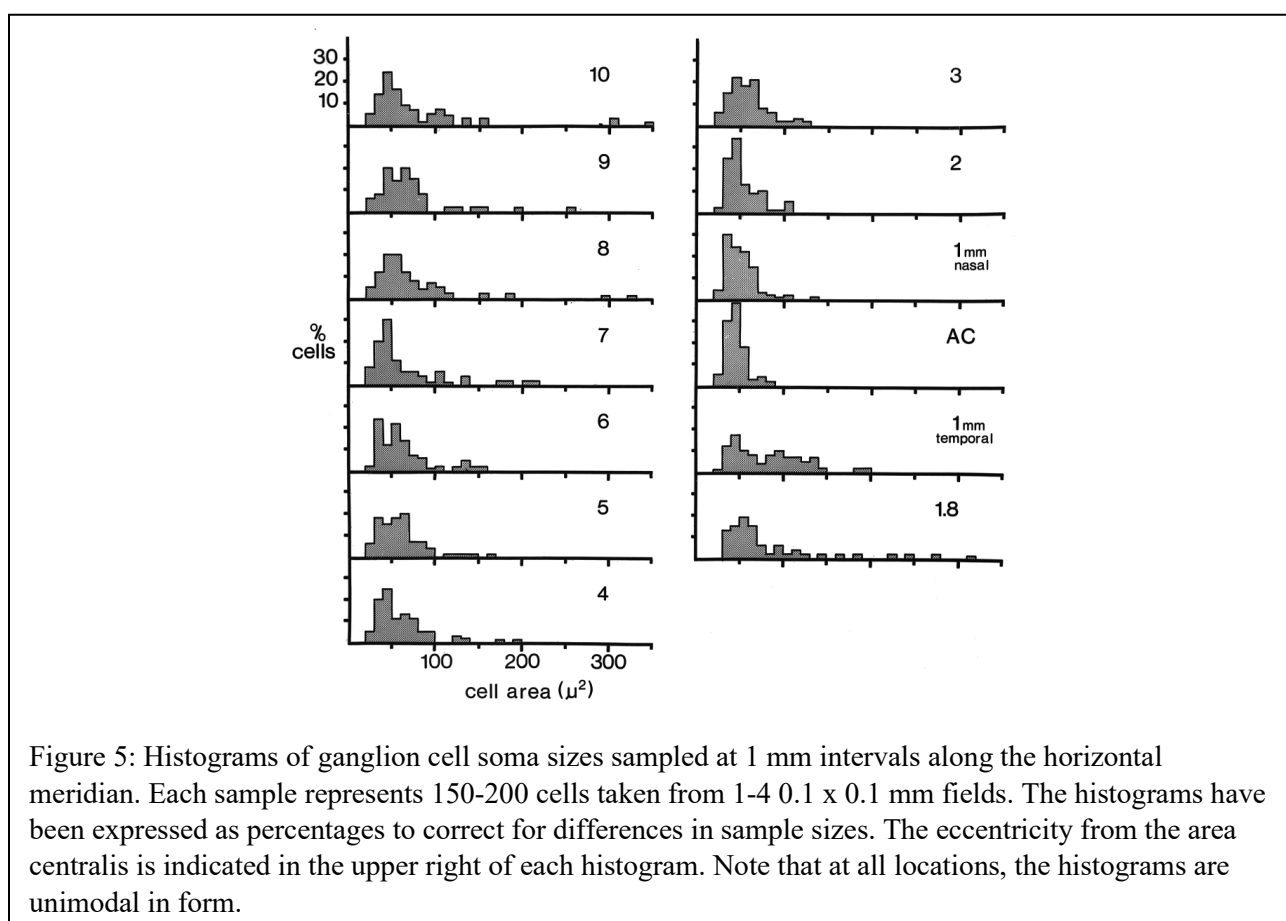 30
20
10
10
9
8
7
% cells
6
5
4
100 200 300
cell area (μ²)
3
2
1mm
nasal
AC
1mm
temporal
1.8
Figure 5: Histograms of ganglion cell soma sizes sampled at 1 mm intervals along the horizontal
meridian. Each sample represents 150-200 cells taken from 1-4 0.1 x 0.1 mm fields. The histograms have
been expressed as percentages to correct for differences in sample sizes. The eccentricity from the area
centralis is indicated in the upper right of each histogram. Note that at all locations, the histograms are
unimodal in form.